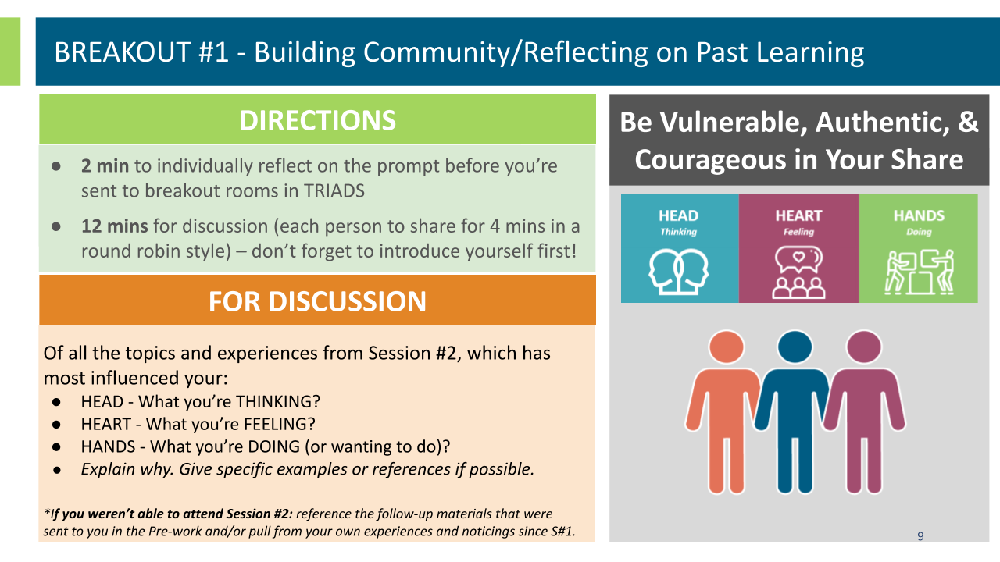 BREAKOUT #1 - Building Community/Reflecting on Past Learning
DIRECTIONS
● 2 min to individually reflect on the prompt before you’re
sent to breakout rooms in TRIADS
● 12 mins for discussion (each person to share for 4 mins in a
round robin style) – don’t forget to introduce yourself first!
FOR DISCUSSION
Of all the topics and experiences from Session #2, which has
most influenced your:
● HEAD - What you’re THINKING?
● HEART - What you’re FEELING?
● HANDS - What you’re DOING (or wanting to do)?
● Explain why. Give specific examples or references if possible.
*If you weren’t able to attend Session #2: reference the follow-up materials that were
sent to you in the Pre-work and/or pull from your own experiences and noticings since S#1.
Be Vulnerable, Authentic, &
Courageous in Your Share
HEAD
Thinking
HEART
Feeling
HANDS
Doing
9